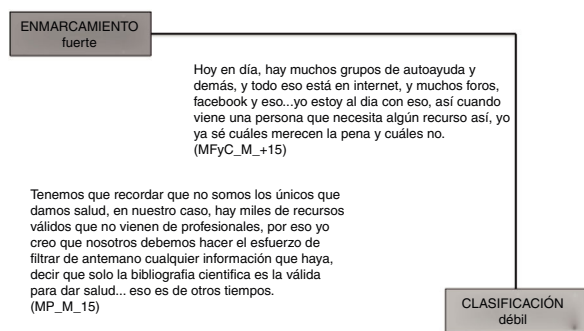 ENMARCAMIENTO
fuerte
Hoy en día, hay muchos grupos de autoayuda y
demás, y todo eso está en internet, y muchos foros,
facebook y eso...yo estoy al dia con eso, así cuando
viene una persona que necesita algún recurso así, yo
ya sé cuáles merecen la pena y cuáles no.
(MFyC_M_+15)
Tenemos que recordar que no somos los únicos que
damos salud, en nuestro caso, hay miles de recursos
válidos que no vienen de profesionales, por eso yo
creo que nosotros debemos hacer el esfuerzo de
filtrar de antemano cualquier información que haya,
decir que solo la bibliografia cientifica es la válida
para dar salud... eso es de otros tiempos.
(MP_M_15)
CLASIFICACIÓN
débil